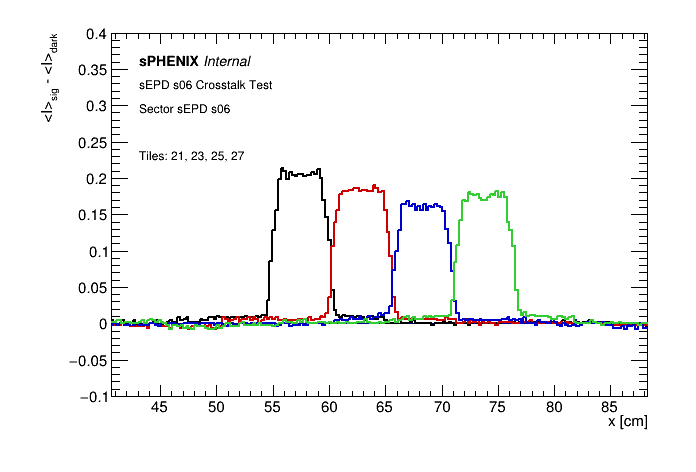 <I>sig - <I>dark
0.4
0.35
0.3
0.25
0.2
0.15
0.1
0.05
0
−0.05
−0.1
sPHENIX Internal
sEPD s06 Crosstalk Test
Sector sEPD s06
Tiles: 21, 23, 25, 27
45 50 55 60 65 70 75 80 85
x [cm]